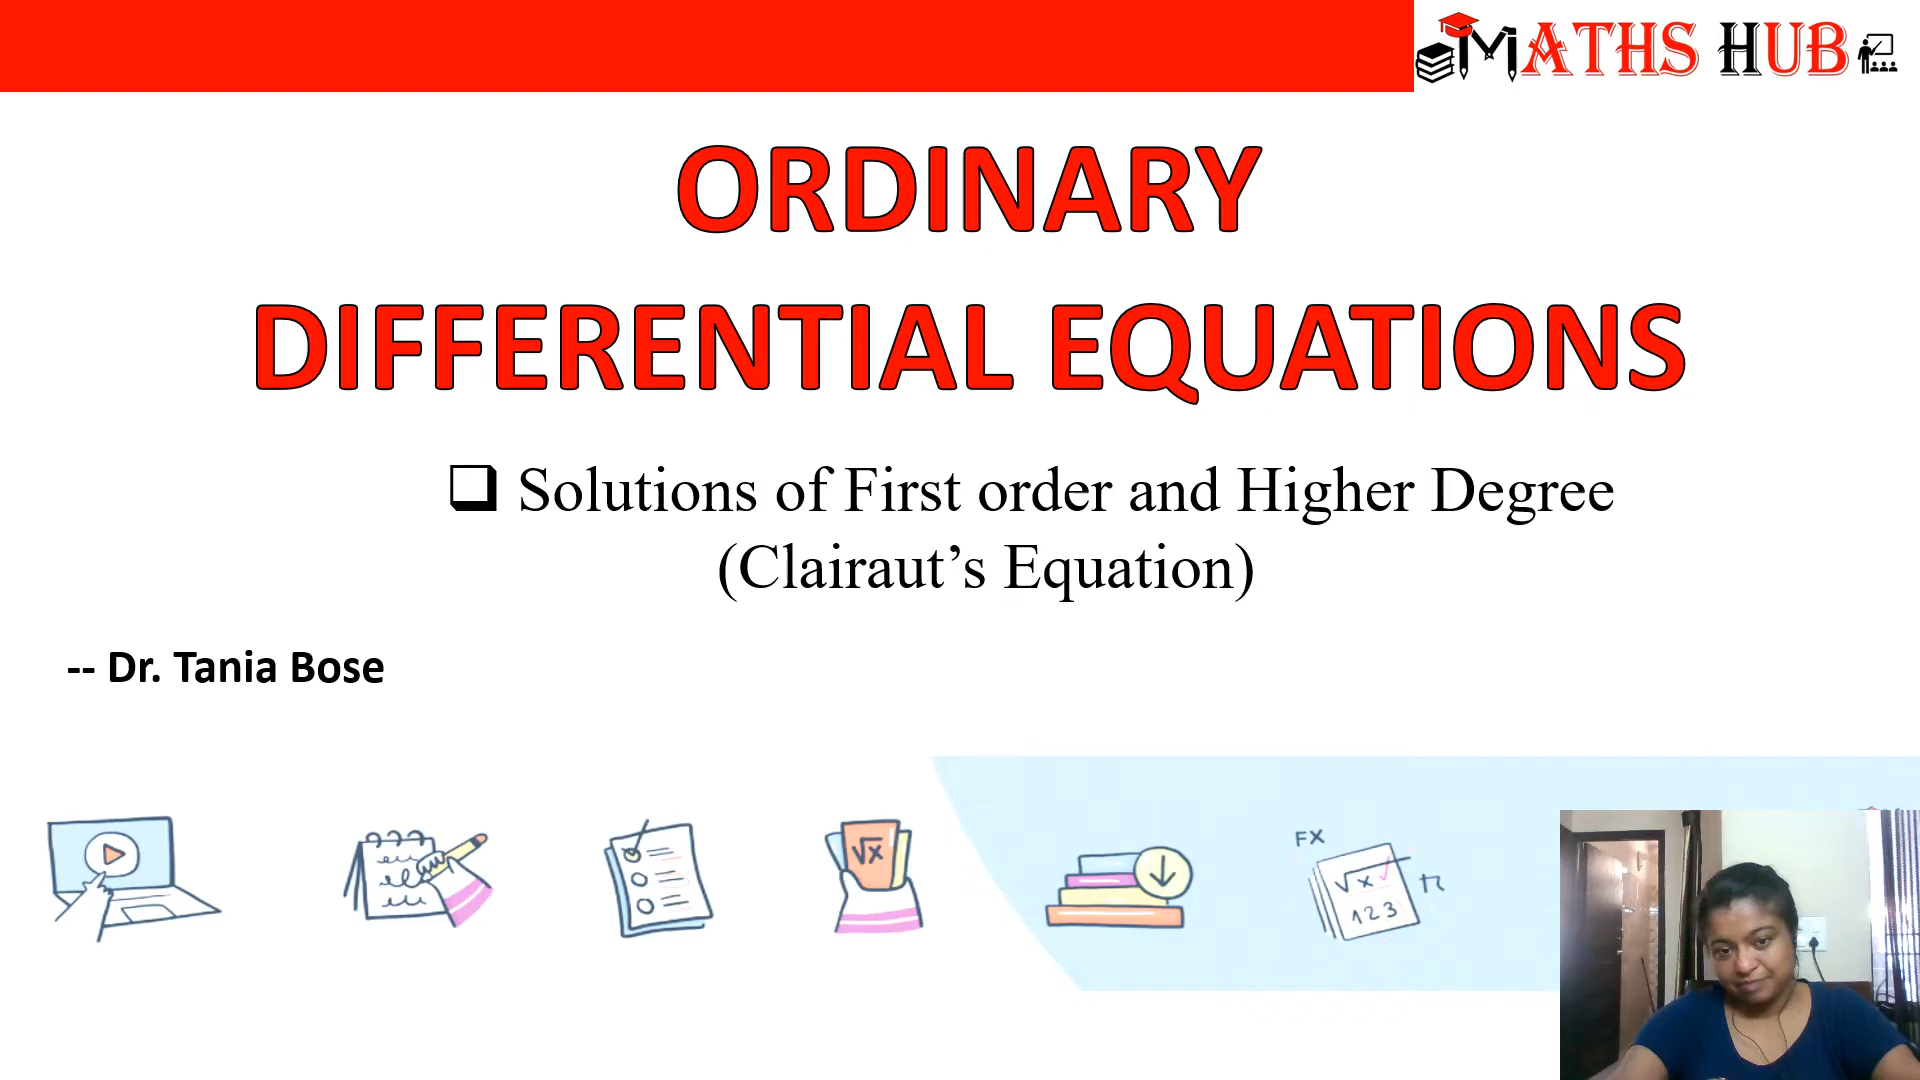 MATHS HUB
ORDINARY
DIFFERENTIAL EQUATIONS
❑ Solutions of First order and Higher Degree
(Clairaut’s Equation)
-- Dr. Tania Bose
√x
FX
√x
123
π